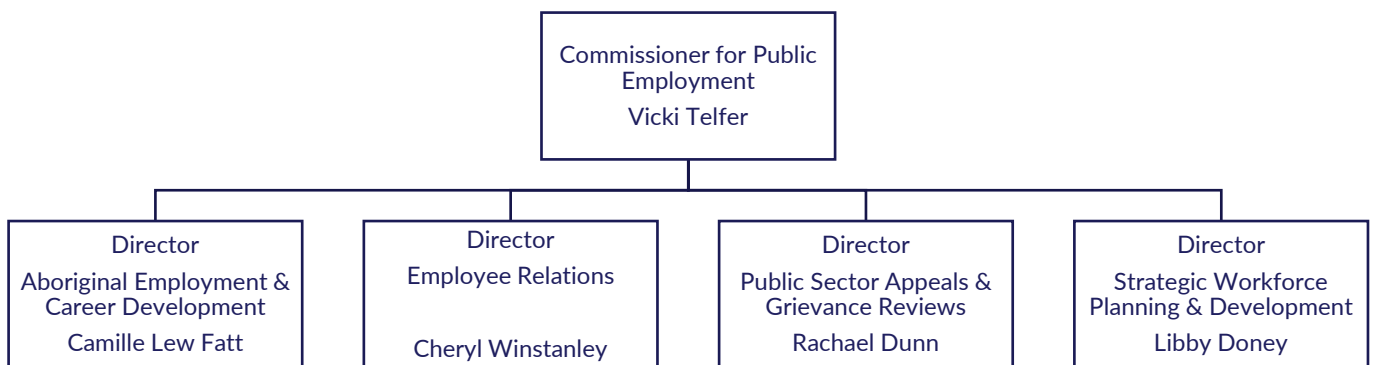 Commissioner for Public
Employment
Vicki Telfer
Director
Aboriginal Employment &
Career Development
Camille Lew Fatt
Director
Employee Relations
Cheryl Winstanley
Director
Public Sector Appeals &
Grievance Reviews
Rachael Dunn
Director
Strategic Workforce
Planning & Development
Libby Doney